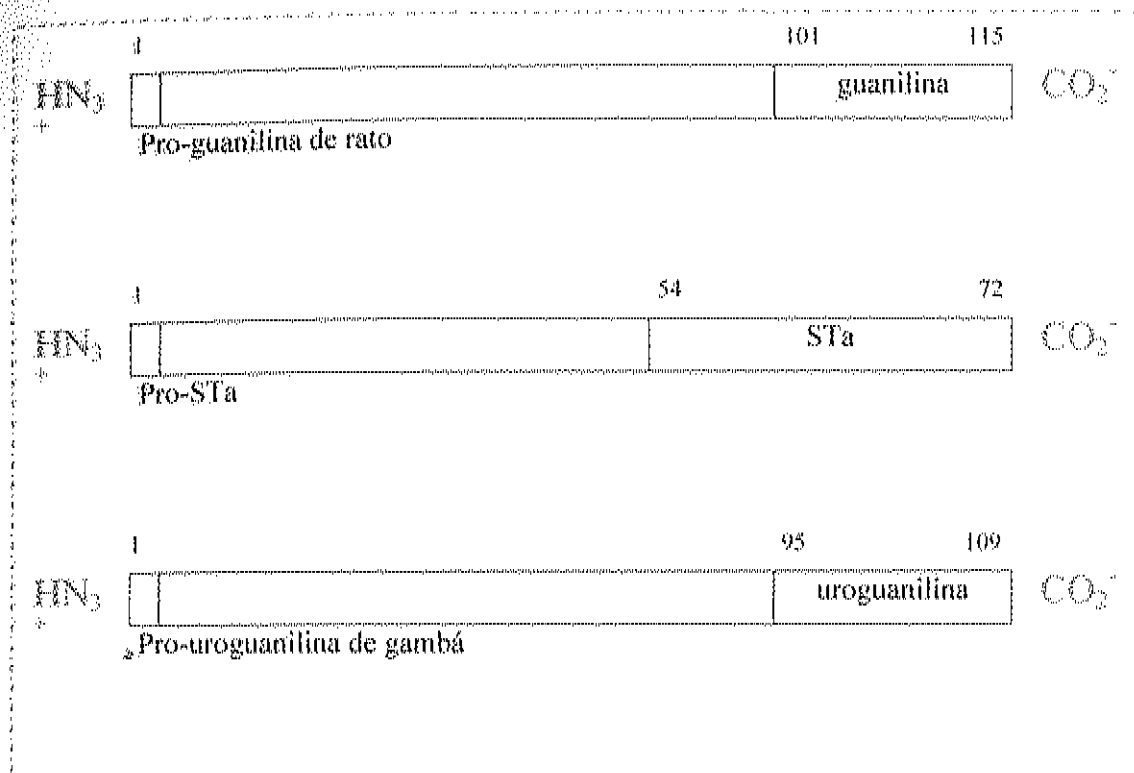 1 101 115
HN₃ guanilina CO₂⁻
+
Pro-guanilina de rato
1 54 72
HN₃ STa CO₂⁻
+
Pro-STa
1 95 109
HN₃ uroguanilina CO₂⁻
+
Pro-uroguanilina de gambá